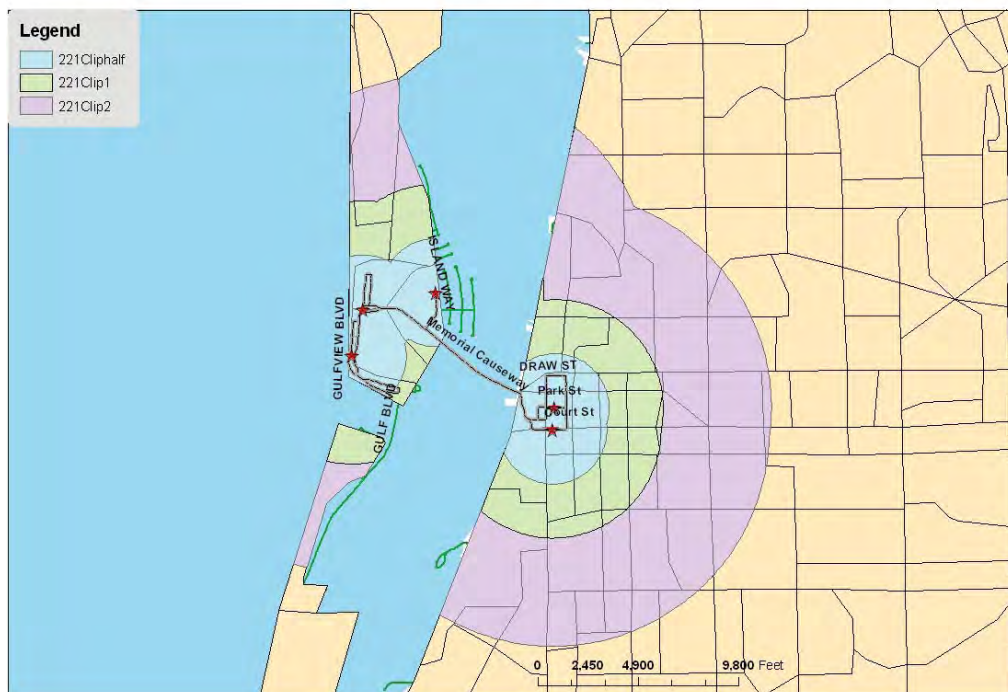 Legend
221Cliphalf
221Clip1
221Clip2
ISLAND WAY
GULFVIEW BLVD
Memorial Causeway
DRAW ST
Park St
Court St
GULF BLVD
0 2,450 4,900 9,800 Feet